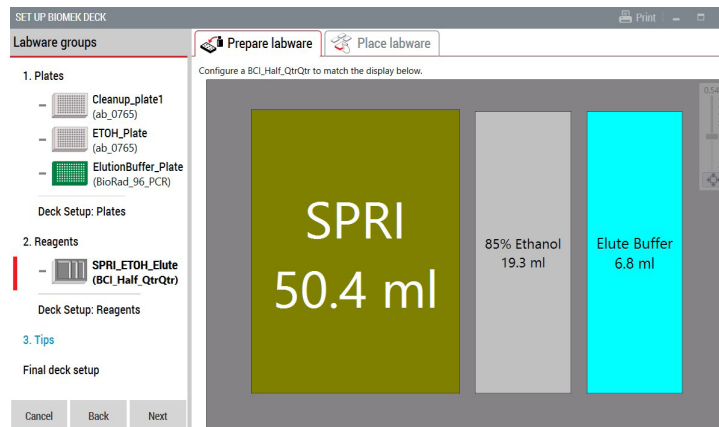 SET UP BIOMEK DECK
Print
Labware groups
Prepare labware
Place labware
1. Plates
Cleanup_plate1
(ab_0765)
ETOH_Plate
(ab_0765)
ElutionBuffer_Plate
(BioRad_96_PCR)
Deck Setup: Plates
2. Reagents
SPRI_ETOH_Elute
(BCI_Half_QtrQtr)
Deck Setup: Reagents
3. Tips
Final deck setup
Cancel
Back
Next
Configure a BCI_Half_QtrQtr to match the display below.
0.54
SPRI
50.4 ml
85% Ethanol
19.3 ml
Elute Buffer
6.8 ml